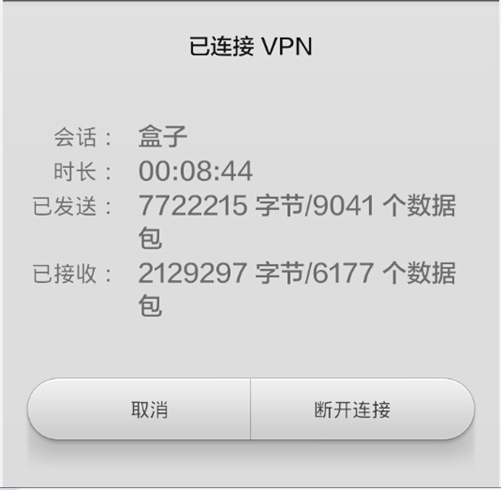 已连接 VPN
会话： 盒子
时长： 00:08:44
已发送： 7722215 字节/9041 个数据
包
已接收： 2129297 字节/6177 个数据
包
取消 断开连接